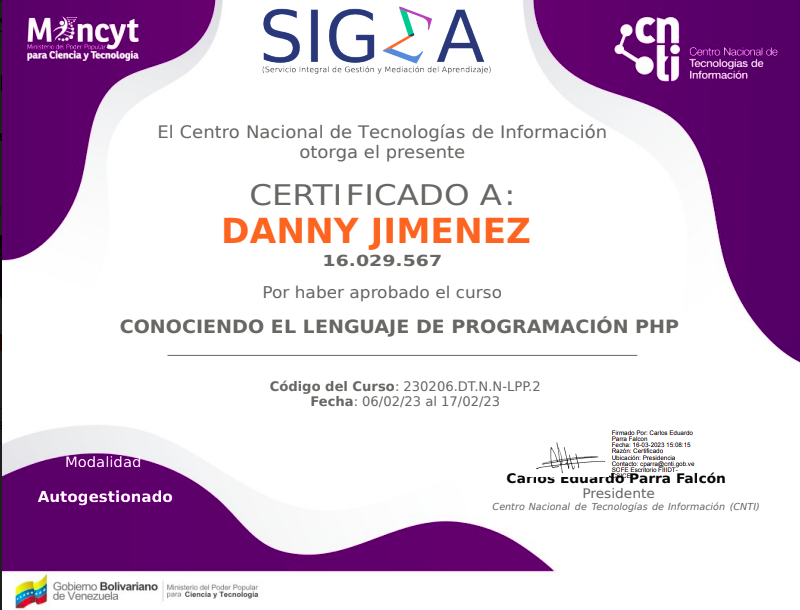 Mincyt
Ministerio del Poder Popular
para Ciencia y Tecnología
SIGMA
(Servicio Integral de Gestión y Mediación del Aprendizaje)
cnti
Centro Nacional de
Tecnologías de
Información
El Centro Nacional de Tecnologías de Información
otorga el presente
CERTIFICADO A:
DANNY JIMENEZ
16.029.567
Por haber aprobado el curso
CONOCIENDO EL LENGUAJE DE PROGRAMACIÓN PHP
Código del Curso: 230206.DT.N.N-LPP.2
Fecha: 06/02/23 al 17/02/23
Modalidad
Autogestionado
Firmado Por: Carlos Eduardo
Parra Falcon
Fecha: 16-03-2023 15:08:15
Razón: Certificado
Ubicación: Presidencia
Contacto: cparra@cnti.gob.ve
Escritorio
Carlos Eduardo Parra Falcón
Presidente
Centro Nacional de Tecnologías de Información (CNTI)
Gobierno Bolivariano
de Venezuela
Ministerio del Poder Popular
para Ciencia y Tecnología